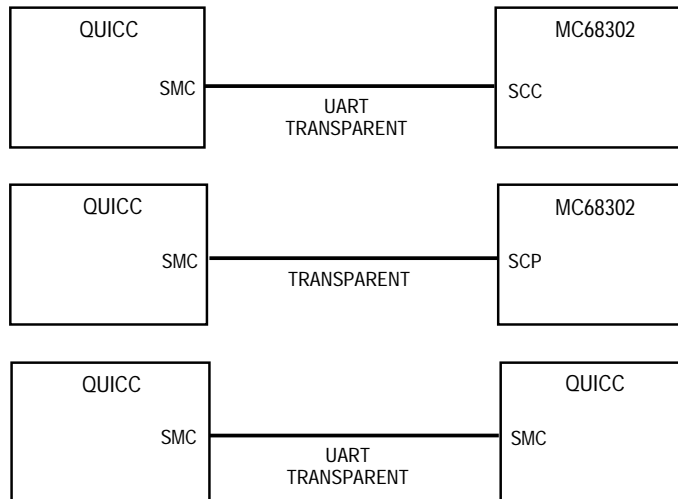 QUICC
MC68302
SMC
SCC
UART
TRANSPARENT
QUICC
MC68302
SMC
SCP
TRANSPARENT
QUICC
QUICC
SMC
SMC
UART
TRANSPARENT